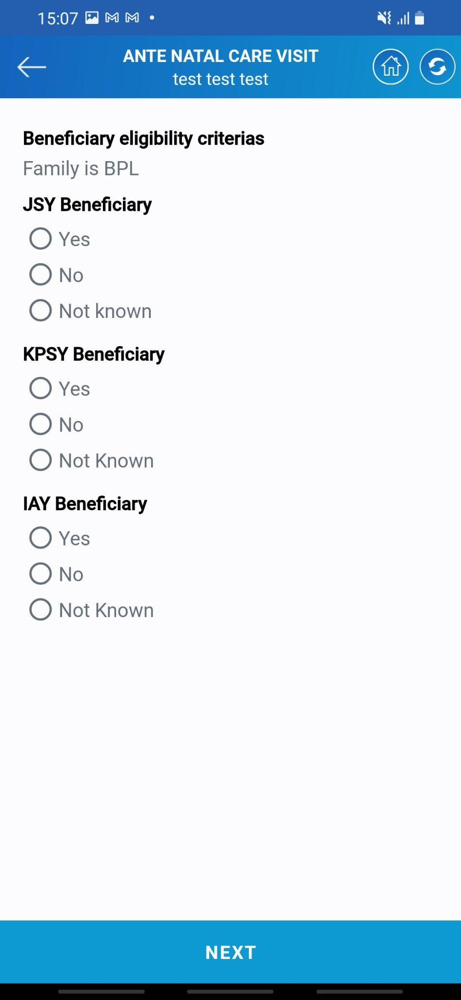 15:07
ANTE NATAL CARE VISIT
test test test
Beneficiary eligibility criterias
Family is BPL
JSY Beneficiary
Yes
No
Not known
KPSY Beneficiary
Yes
No
Not Known
IAY Beneficiary
Yes
No
Not Known
NEXT